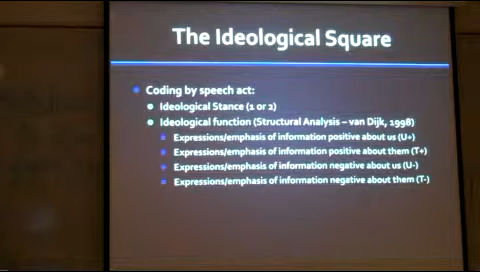 The Ideological Square
Coding by speech act:
Ideological Stance (1 or 2)
Ideological function (Structural Analysis – van Dijk, 1998)
Expressions/emphasis of information positive about us (U+)
Expressions/emphasis of information positive about them (T+)
Expressions/emphasis of information negative about us (U-)
Expressions/emphasis of information negative about them (T-)